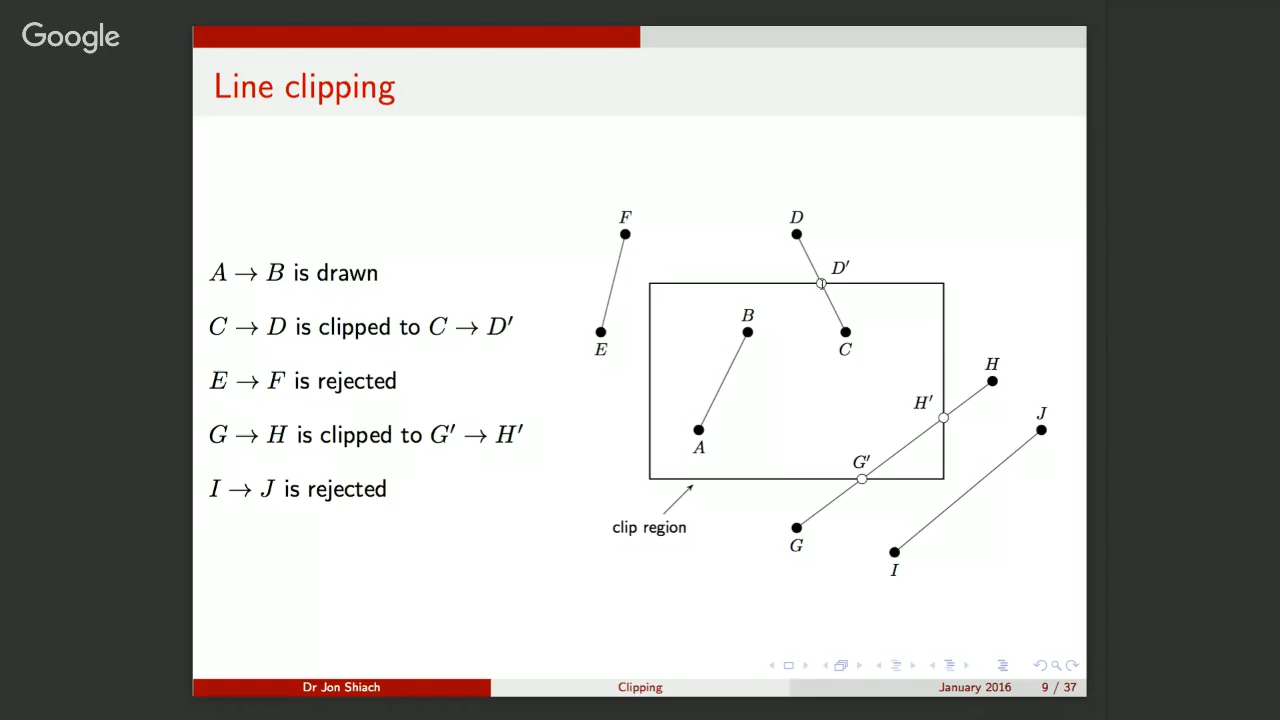 Google
Line clipping
A → B is drawn
C → D is clipped to C → D′
E → F is rejected
G → H is clipped to G′ → H′
I → J is rejected
F
D
D′
B
E
C
H
H′
J
A
G′
clip region
G
I
Dr Jon Shiach
Clipping
January 2016
9 / 37